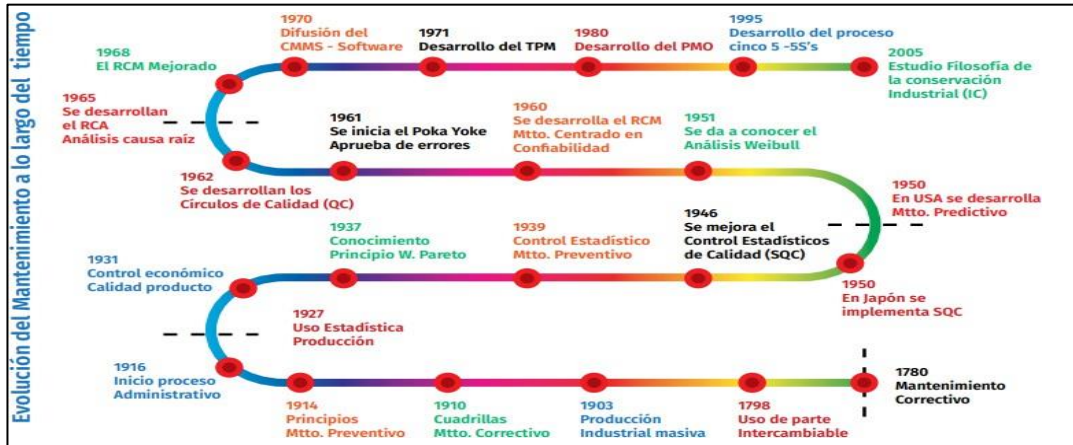 Evolución del Mantenimiento a lo largo del tiempo
1970
Difusión del
CMMS - Software
1971
Desarrollo del TPM
1980
Desarrollo del PMO
1995
Desarrollo del proceso
cinco 5 -5S's
2005
Estudio Filosofía de
la conservación
Industrial (IC)
1968
El RCM Mejorado
1965
Se desarrollan
el RCA
Análisis causa raíz
1961
Se inicia el Poka Yoke
Aprueba de errores
1960
Se desarrolla el RCM
Mtto. Centrado en
Confiabilidad
1951
Se da a conocer el
Análisis Weibull
1962
Se desarrollan los
Círculos de Calidad (QC)
1950
En USA se desarrolla
Mtto. Predictivo
1937
Conocimiento
Principio W. Pareto
1939
Control Estadístico
Mtto. Preventivo
1946
Se mejora el
Control Estadísticos
de Calidad (SQC)
1950
En Japón se
implementa SQC
1931
Control económico
Calidad producto
1927
Uso Estadística
Producción
1916
Inicio proceso
Administrativo
1914
Principios
Mtto. Preventivo
1910
Cuadrillas
Mtto. Correctivo
1903
Producción
Industrial masiva
1798
Uso de parte
Intercambiable
1780
Mantenimiento
Correctivo